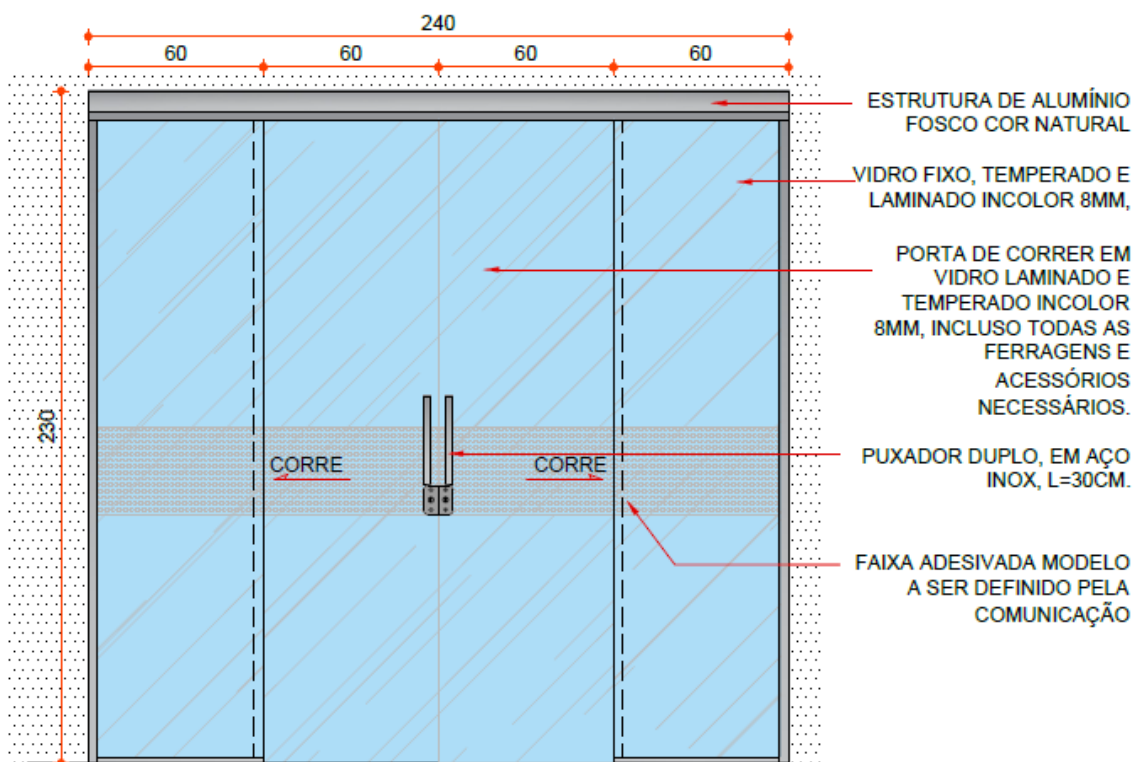 240
60 60 60 60
ESTRUTURA DE ALUMÍNIO
FOSCO COR NATURAL
VIDRO FIXO, TEMPERADO E
LAMINADO INCOLOR 8MM,
PORTA DE CORRER EM
VIDRO LAMINADO E
TEMPERADO INCOLOR
8MM, INCLUSO TODAS AS
FERRAGENS E
ACESSÓRIOS
NECESSÁRIOS.
230
CORRE CORRE
PUXADOR DUPLO, EM AÇO
INOX, L=30CM.
FAIXA ADESIVADA MODELO
A SER DEFINIDO PELA
COMUNICAÇÃO